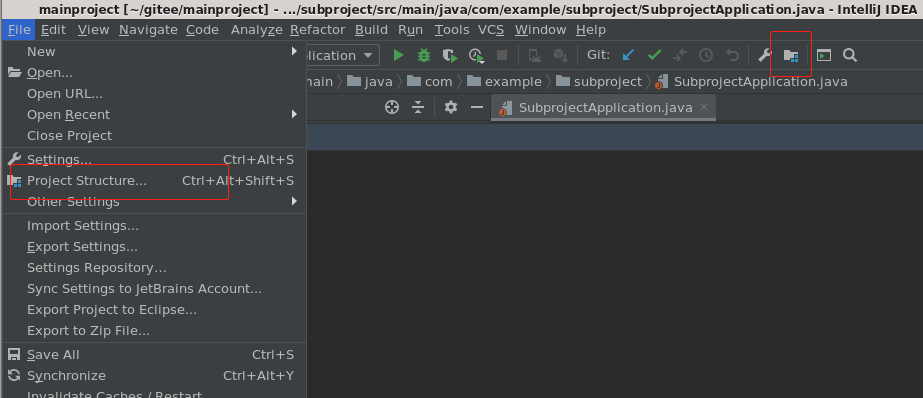 mainproject [~/gitee/mainproject] - .../subproject/src/main/java/com/example/subproject/SubprojectApplication.java - IntelliJ IDEA
File Edit View Navigate Code Analyze Refactor Build Run Tools VCS Window Help
lication Git:
main java com example subproject SubprojectApplication.java
SubprojectApplication.java
New
Open...
Open URL...
Open Recent
Close Project
Settings... Ctrl+Alt+S
Project Structure... Ctrl+Alt+Shift+S
Other Settings
Import Settings...
Export Settings...
Settings Repository...
Sync Settings to JetBrains Account...
Export Project to Eclipse...
Export to Zip File...
Save All Ctrl+S
Synchronize Ctrl+Alt+Y
Invalidate Caches / Restart